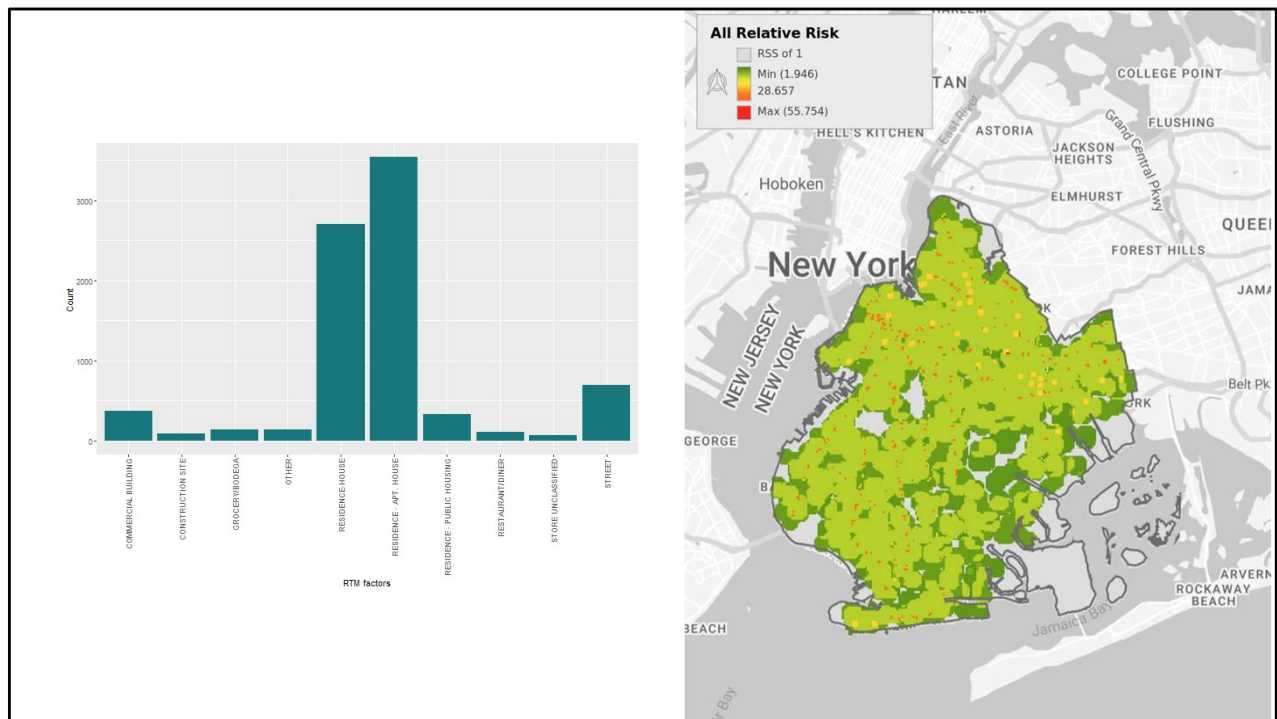 Count
3000
2000
1000
0
COMMERCIAL BUILDING
CONSTRUCTION SITE
GROCERY/BODEGA
OTHER
RESIDENCE-HOUSE
RESIDENCE - APT. HOUSE
RESIDENCE - PUBLIC HOUSING
RESTAURANT/DINER
STORE UNCLASSIFIED
STREET
RTM factors
All Relative Risk
RSS of 1
Min (1.946)
28.657
Max (55.754)
TAN
COLLEGE POINT
East River
Grand Central Pkwy
HELL'S KITCHEN
ASTORIA
FLUSHING
JACKSON
HEIGHTS
Hoboken
ELMHURST
QUEE
FOREST HILLS
New York
JAMA
NEW JERSEY
NEW YORK
RK
Belt Pk
ORK
GEORGE
B
ARVERN
ROCKAWAY
BEACH
Jamaica Bay
BEACH
r Bay